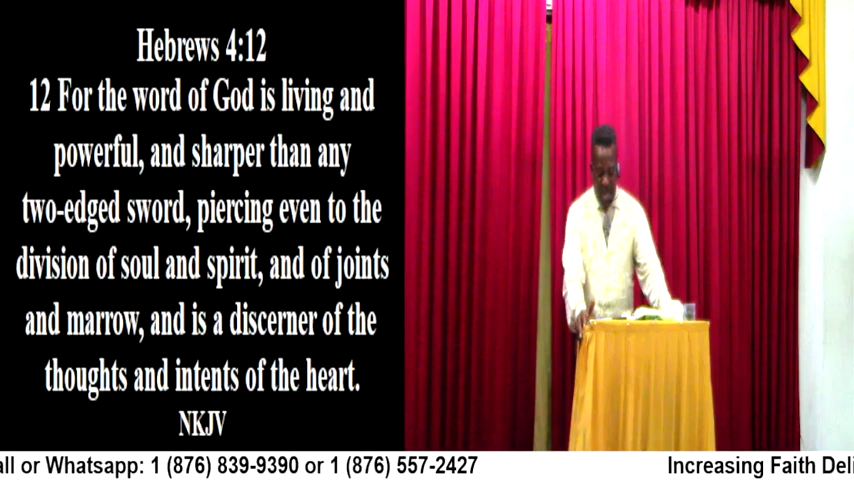 Hebrews 4:12
12 For the word of God is living and
powerful, and sharper than any
two-edged sword, piercing even to the
division of soul and spirit, and of joints
and marrow, and is a discerner of the
thoughts and intents of the heart.
NKJV
all or Whatsapp: 1 (876) 839-9390 or 1 (876) 557-2427 Increasing Faith Deli